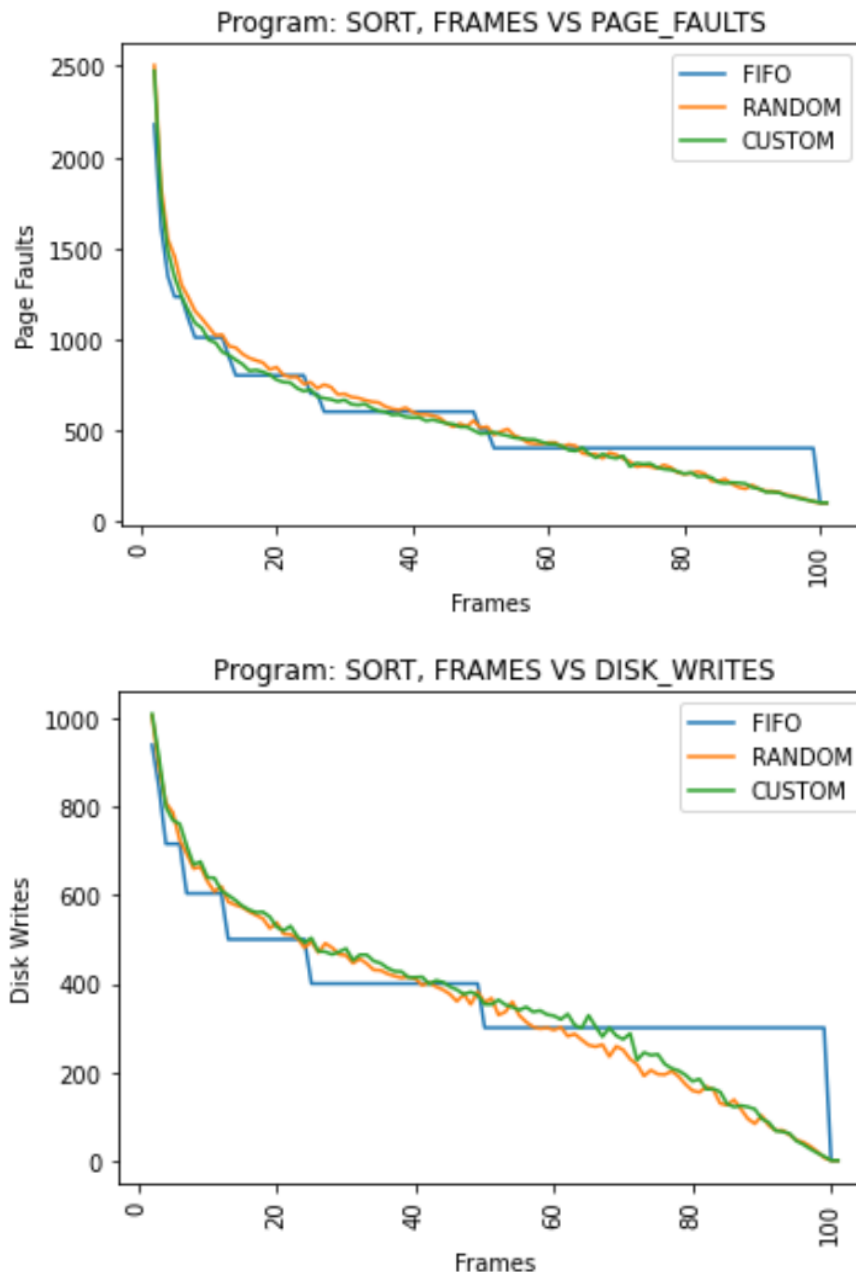 Program: SORT, FRAMES VS PAGE_FAULTS
2500
2000
1500
1000
500
0
Page Faults
FIFO
RANDOM
CUSTOM
0
20
40
60
80
100
Frames
Program: SORT, FRAMES VS DISK_WRITES
1000
800
600
400
200
0
Disk Writes
FIFO
RANDOM
CUSTOM
0
20
40
60
80
100
Frames